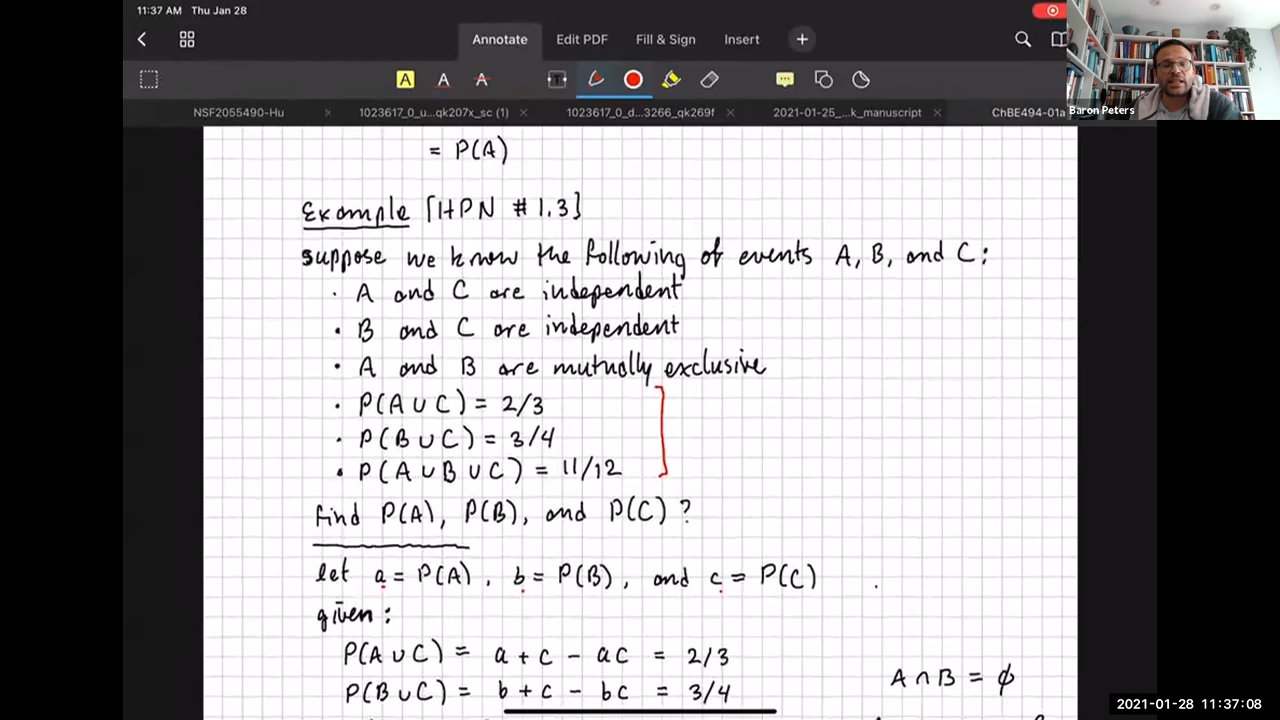 11:37 AM Thu Jan 28
Annotate Edit PDF Fill & Sign Insert
A A A T
NSF2055490-Hu 1023617_0_u...qk207x_sc (1) 1023617_0_d...3266_qk269f 2021-01-25_...k_manuscript ChBE494-01a
Baron Peters
= P(A)
Example [HPN # 1.3]
suppose we know the following of events A, B, and C:
· A and C are independent
• B and C are independent
• A and B are mutually exclusive
· P(A ∪ C) = 2/3
· P(B ∪ C) = 3/4
• P(A ∪ B ∪ C) = 11/12
find P(A), P(B), and P(C)?
let a = P(A), b = P(B), and c = P(C)
given:
P(A ∪ C) = a + c - ac = 2/3
P(B ∪ C) = b + c - bc = 3/4
A ∩ B = ϕ
2021-01-28 11:37:08